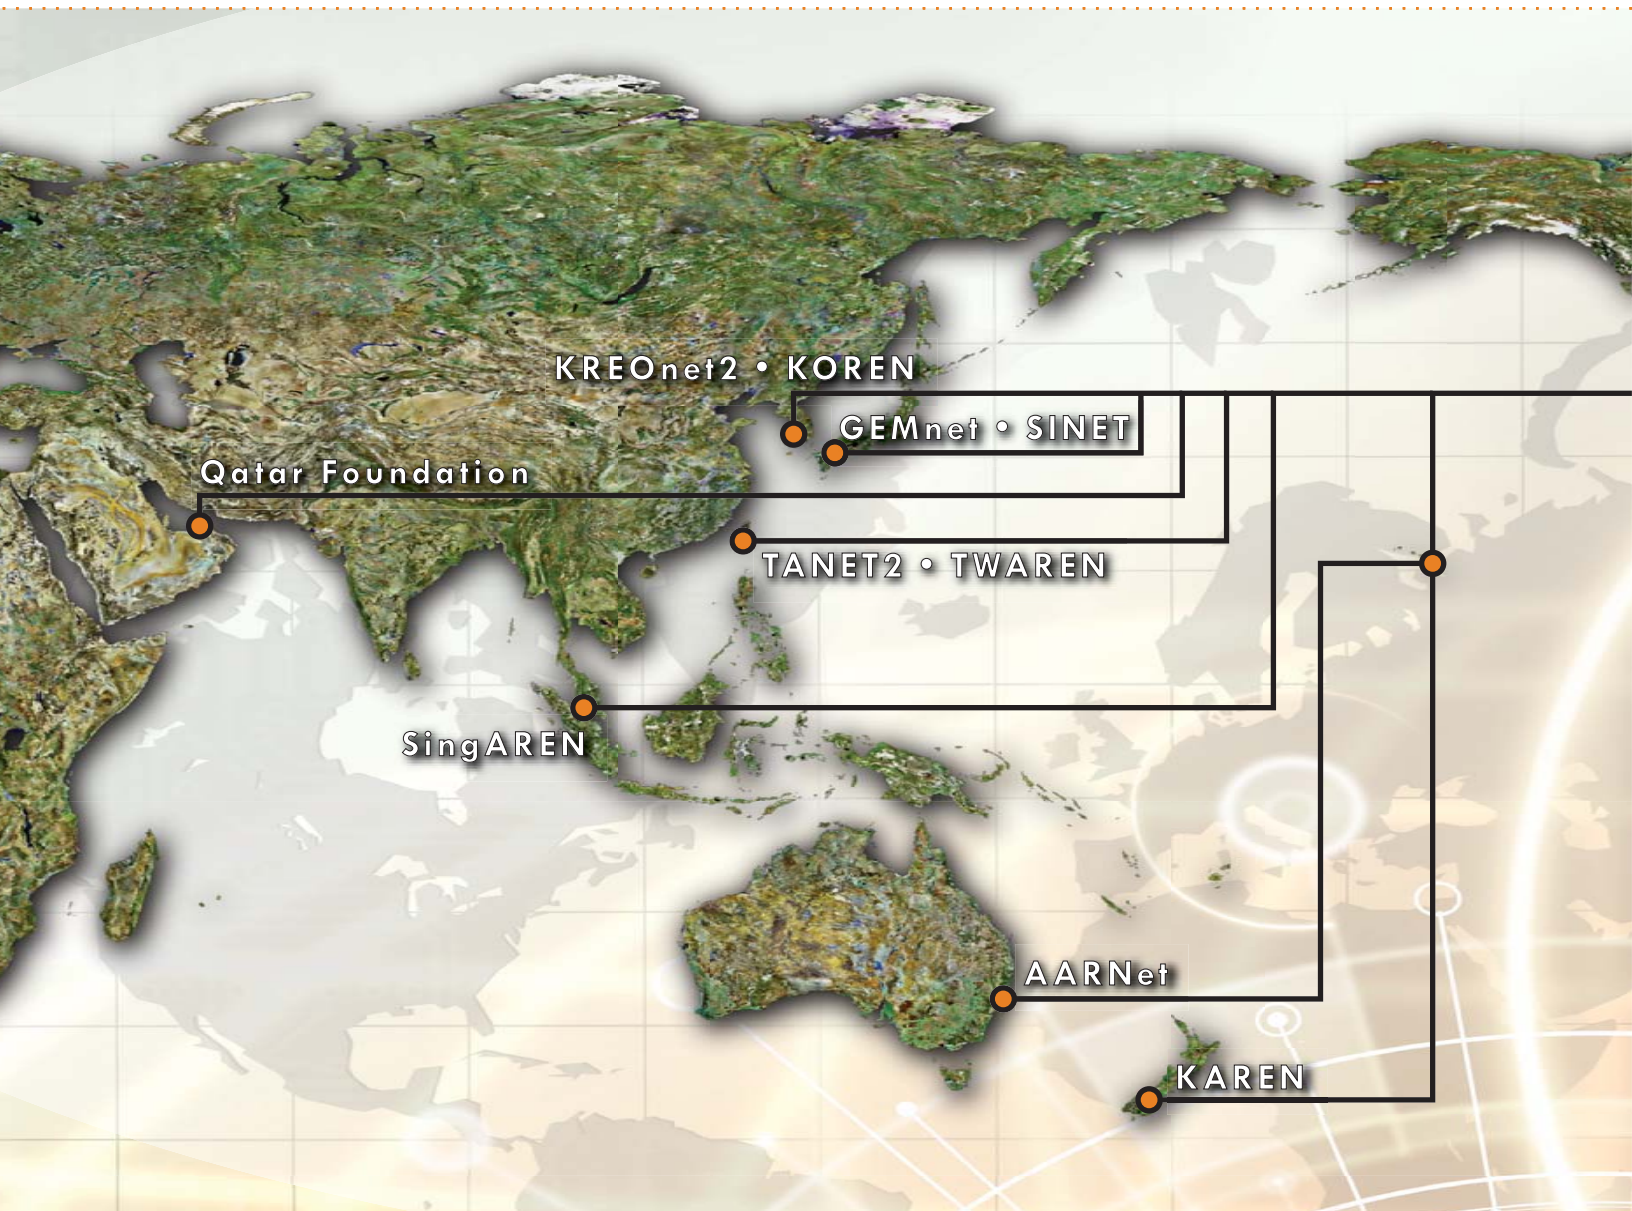 KREOnet2 • KOREN
GEMnet • SINET
Qatar Foundation
TANET2 • TWAREN
SingAREN
AARNet
KAREN